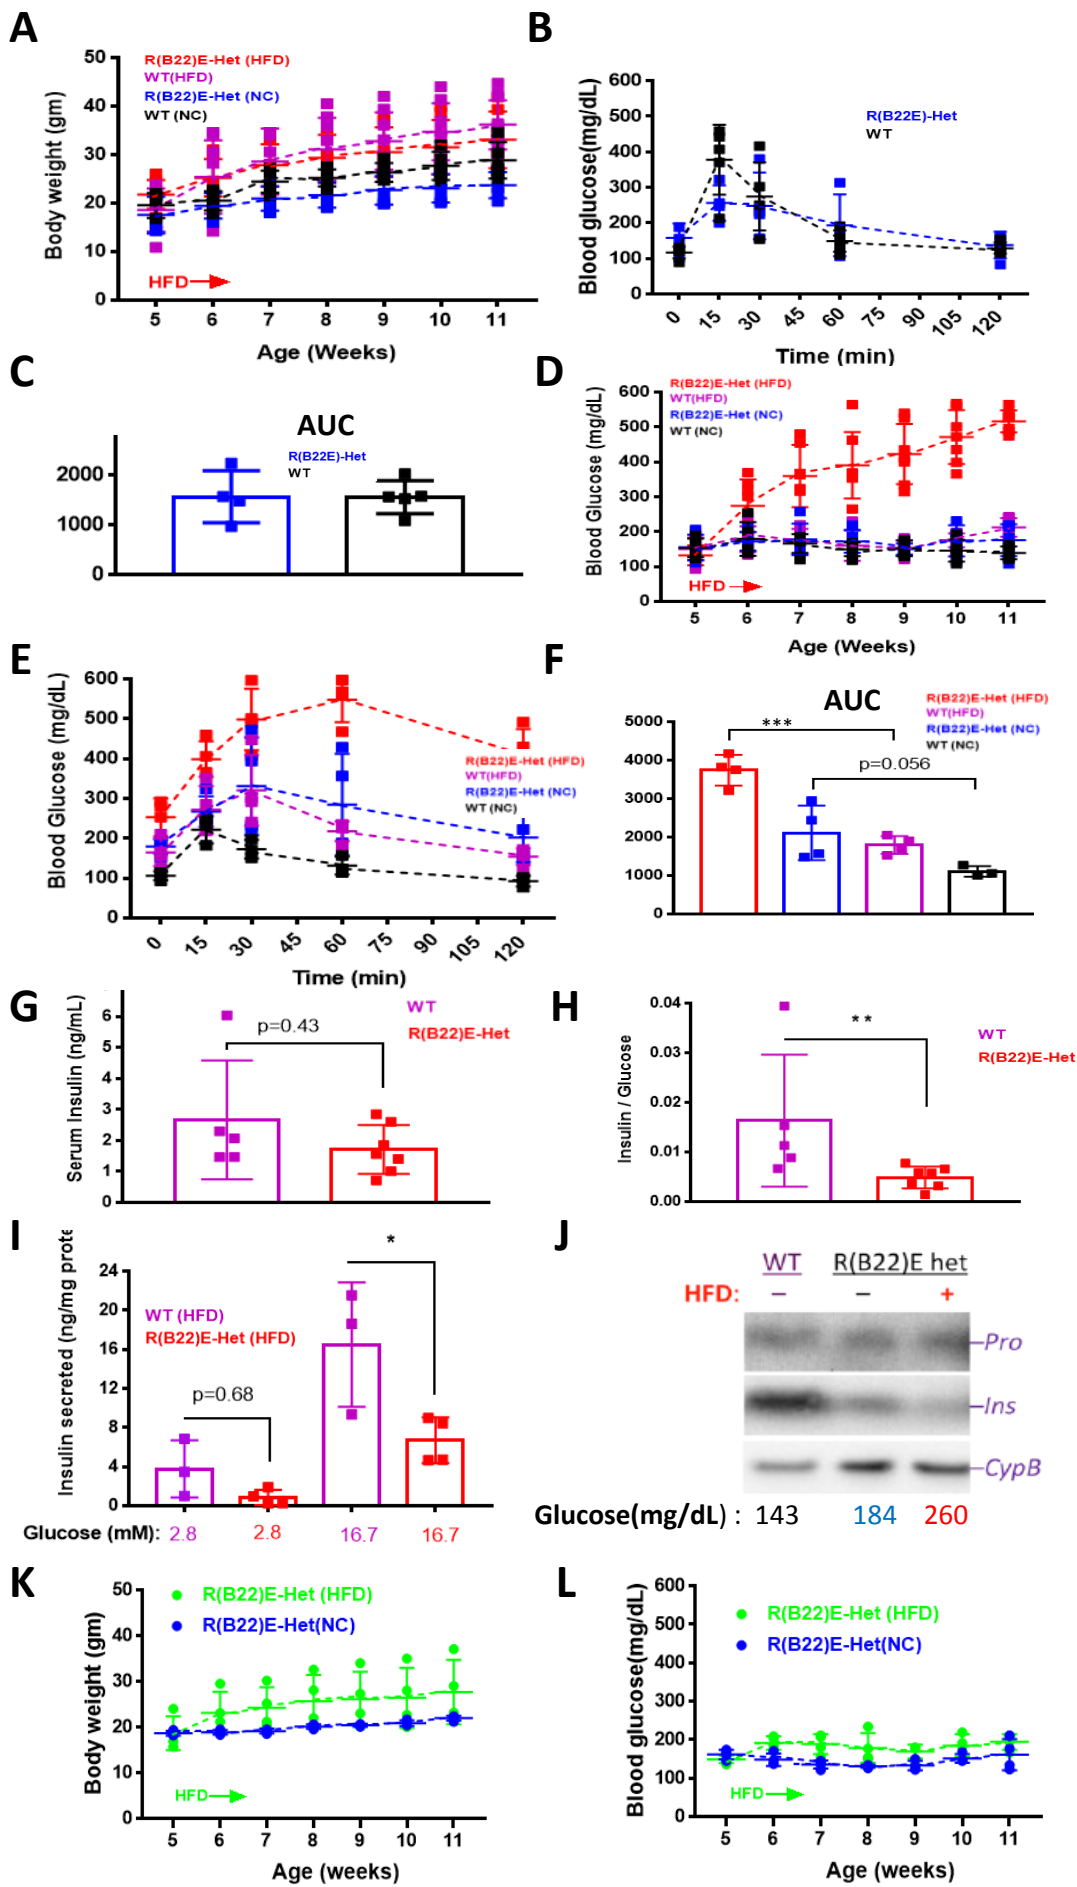 A
R(B22)E-Het (HFD)
WT(HFD)
R(B22)E-Het (NC)
WT (NC)
Body weight (gm)
50
40
30
20
10
0
HFD
5 6 7 8 9 10 11
Age (Weeks)
B
R(B22E)-Het
WT
Blood glucose(mg/dL)
600
500
400
300
200
100
0
0 15 30 45 60 75 90 105 120
Time (min)
C
AUC
R(B22E)-Het
WT
2000
1000
0
D
R(B22)E-Het (HFD)
WT(HFD)
R(B22)E-Het (NC)
WT (NC)
Blood Glucose (mg/dL)
600
500
400
300
200
100
0
HFD
5 6 7 8 9 10 11
Age (Weeks)
E
Blood Glucose (mg/dL)
600
500
400
300
200
100
0
R(B22)E-Het (HFD)
WT(HFD)
R(B22)E-Het (NC)
WT (NC)
0 15 30 45 60 75 90 105 120
Time (min)
F
AUC
R(B22)E-Het (HFD)
WT(HFD)
R(B22)E-Het (NC)
WT (NC)
5000
4000
3000
2000
1000
0
***
p=0.056
G
Serum Insulin (ng/mL)
6
5
4
3
2
1
0
p=0.43
WT
R(B22)E-Het
H
Insulin / Glucose
0.04
0.03
0.02
0.01
0.00
**
WT
R(B22)E-Het
I
Insulin secreted (ng/mg prote
24
20
16
12
8
4
0
WT (HFD)
R(B22)E-Het (HFD)
p=0.68
*
Glucose (mM): 2.8 2.8 16.7 16.7
J
WT R(B22)E het
HFD: − − +
Pro
Ins
CypB
Glucose(mg/dL) : 143 184 260
K
R(B22)E-Het (HFD)
R(B22)E-Het(NC)
Body weight (gm)
50
40
30
20
10
0
HFD
5 6 7 8 9 10 11
Age (weeks)
L
R(B22)E-Het (HFD)
R(B22)E-Het(NC)
Blood glucose(mg/dL)
600
500
400
300
200
100
0
HFD
5 6 7 8 9 10 11
Age (weeks)